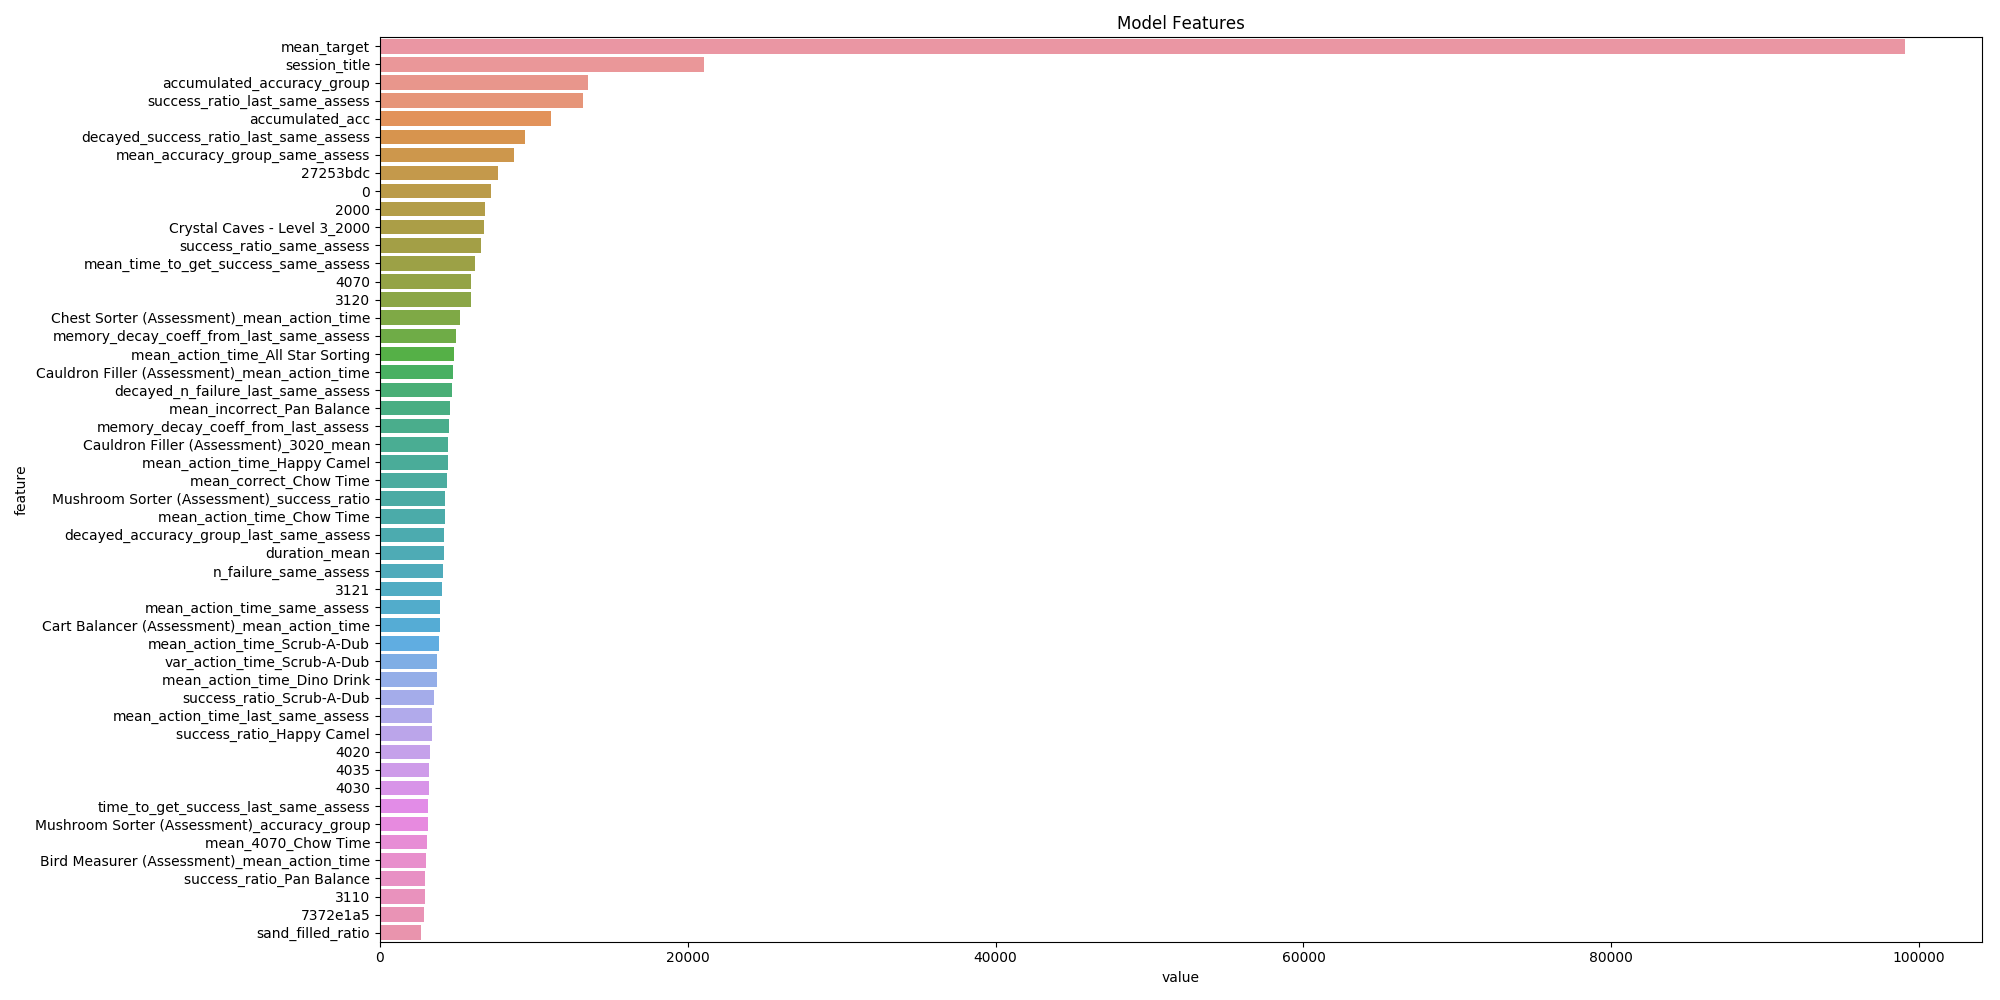 Model Features
mean_target
session_title
accumulated_accuracy_group
success_ratio_last_same_assess
accumulated_acc
decayed_success_ratio_last_same_assess
mean_accuracy_group_same_assess
27253bdc
0
2000
Crystal Caves - Level 3_2000
success_ratio_same_assess
mean_time_to_get_success_same_assess
4070
3120
Chest Sorter (Assessment)_mean_action_time
memory_decay_coeff_from_last_same_assess
mean_action_time_All Star Sorting
Cauldron Filler (Assessment)_mean_action_time
decayed_n_failure_last_same_assess
mean_incorrect_Pan Balance
memory_decay_coeff_from_last_assess
Cauldron Filler (Assessment)_3020_mean
mean_action_time_Happy Camel
mean_correct_Chow Time
Mushroom Sorter (Assessment)_success_ratio
mean_action_time_Chow Time
decayed_accuracy_group_last_same_assess
duration_mean
n_failure_same_assess
3121
mean_action_time_same_assess
Cart Balancer (Assessment)_mean_action_time
mean_action_time_Scrub-A-Dub
var_action_time_Scrub-A-Dub
mean_action_time_Dino Drink
success_ratio_Scrub-A-Dub
mean_action_time_last_same_assess
success_ratio_Happy Camel
4020
4035
4030
time_to_get_success_last_same_assess
Mushroom Sorter (Assessment)_accuracy_group
mean_4070_Chow Time
Bird Measurer (Assessment)_mean_action_time
success_ratio_Pan Balance
3110
7372e1a5
sand_filled_ratio
feature
0 20000 40000 60000 80000 100000
value